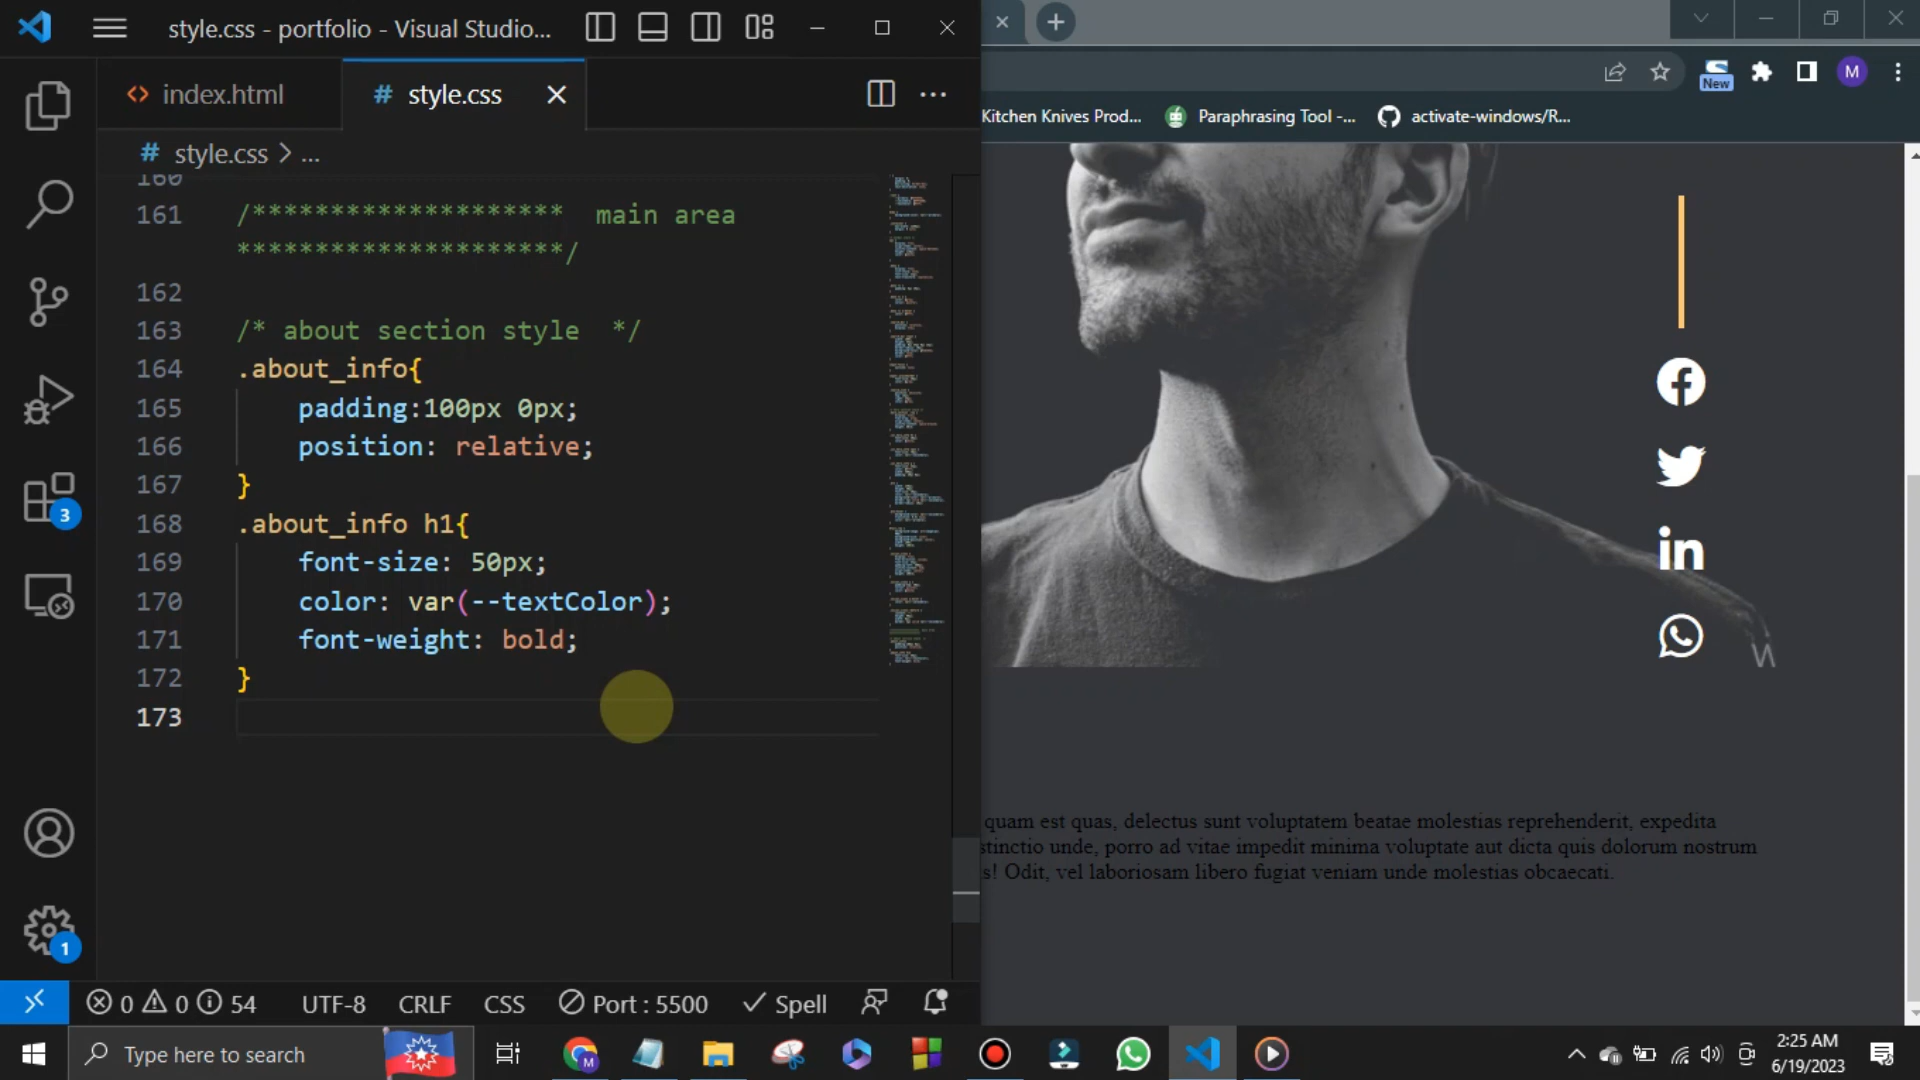 style.css - portfolio - Visual Studio...
index.html
# style.css
# style.css > ...
160
161 /******************** main area
*********************/
162
163 /* about section style */
164 .about_info{
165 padding:100px 0px;
166 position: relative;
167 }
168 .about_info h1{
169 font-size: 50px;
170 color: var(--textColor);
171 font-weight: bold;
172 }
173
3
1
0 0 54 UTF-8 CRLF CSS Port : 5500 Spell
New
M
Kitchen Knives Prod... Paraphrasing Tool -... activate-windows/R...
in
W
quam est quas, delectus sunt voluptatem beatae molestias reprehenderit, expedita
stinctio unde, porro ad vitae impedit minima voluptate aut dicta quis dolorum nostrum
s! Odit, vel laboriosam libero fugiat veniam unde molestias obcaecati.
Type here to search
2:25 AM
6/19/2023